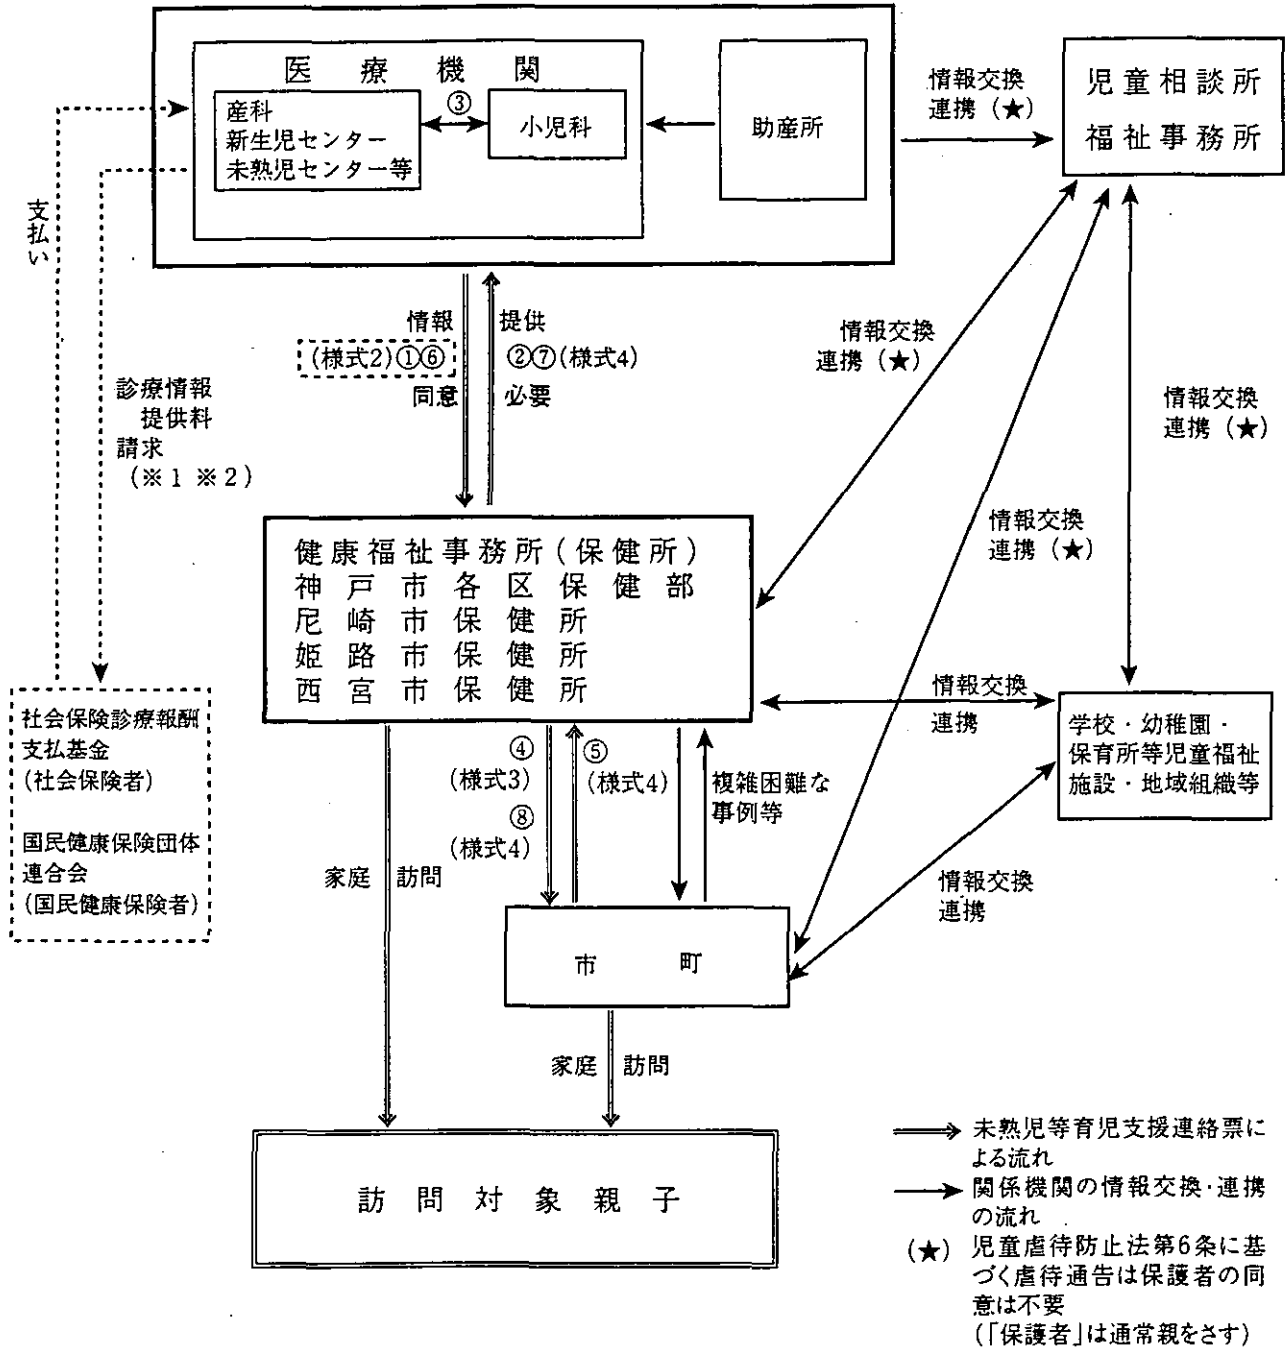 医療機関
産科
新生児センター
未熟児センター等
③
小児科
助産所
情報交換
連携（★）
児童相談所
福祉事務所
支払い
診療情報
提供料
請求
（※1 ※2）
情報 提供
(様式2)①⑥ ②⑦(様式4)
同意 必要
情報交換
連携（★）
情報交換
連携（★）
情報交換
連携（★）
健康福祉事務所(保健所)
神戸市各区保健部
尼崎市保健所
姫路市保健所
西宮市保健所
社会保険診療報酬
支払基金
(社会保険者)
国民健康保険団体
連合会
(国民健康保険者)
④
(様式3)
⑧
(様式4)
⑤
(様式4)
複雑困難な
事例等
情報交換
連携
学校・幼稚園・
保育所等児童福祉
施設・地域組織等
情報交換
連携
家庭 訪問
市町
家庭 訪問
訪問対象親子
未熟児等育児支援連絡票に
よる流れ
関係機関の情報交換・連携
の流れ
(★) 児童虐待防止法第6条に基
づく虐待通告は保護者の同
意は不要
(「保護者」は通常親をさす)